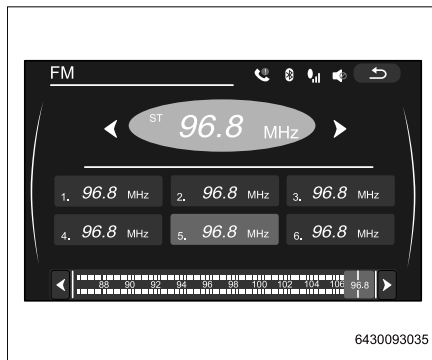 FM
ST 96.8 MHz
1. 96.8 MHz 2. 96.8 MHz 3. 96.8 MHz
4. 96.8 MHz 5. 96.8 MHz 6. 96.8 MHz
88 90 92 94 96 98 100 102 104 106 96.8
6430093035